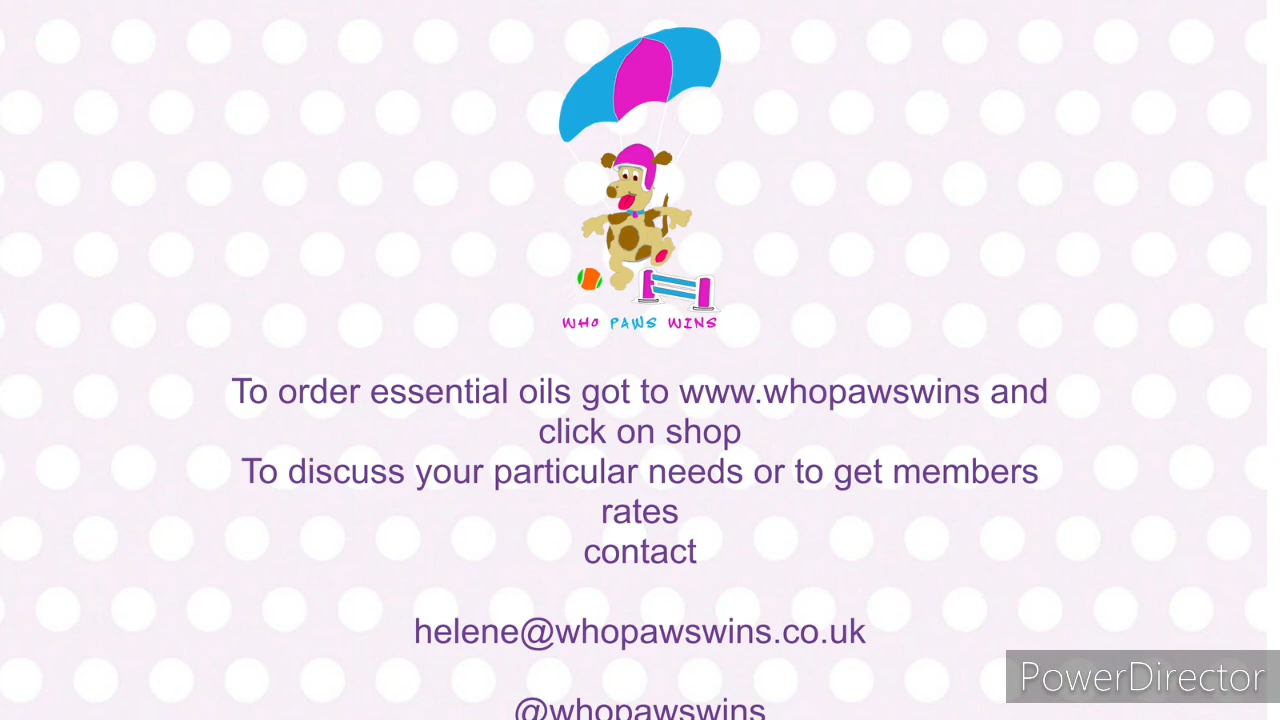 WHO PAWS WINS
To order essential oils got to www.whopawswins and
click on shop
To discuss your particular needs or to get members
rates
contact
helene@whopawswins.co.uk
@whopawswins
PowerDirector